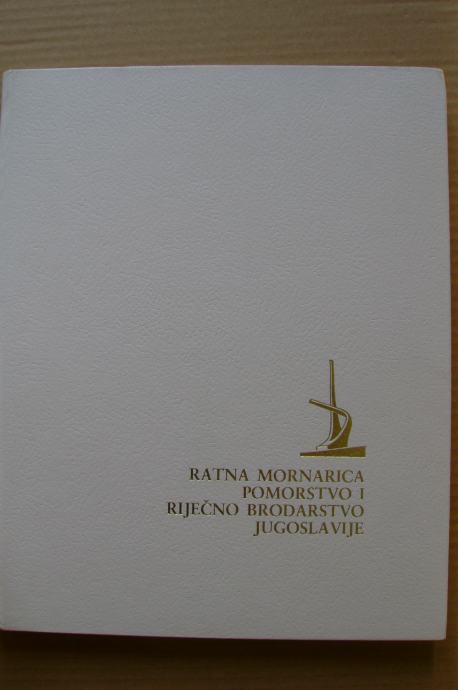 RATNA MORNARICA
POMORSTVO I
RIJEČNO BRODARSTVO
JUGOSLAVIJE